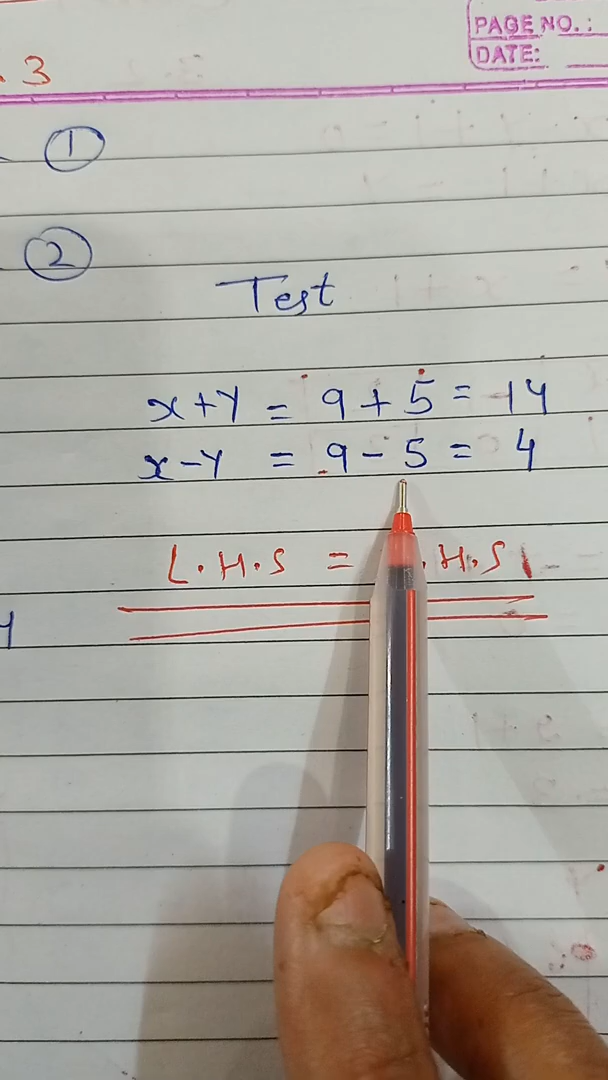 PAGE NO.:
DATE:
3
1
2
Test
x+y = 9+5 = 14
x-y = 9-5 = 4
L.H.S = .H.S